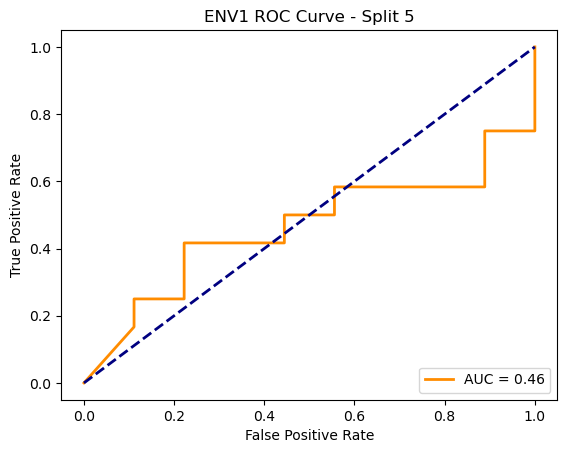 ENV1 ROC Curve - Split 5
True Positive Rate
1.0
0.8
0.6
0.4
0.2
0.0
AUC = 0.46
0.0 0.2 0.4 0.6 0.8 1.0
False Positive Rate